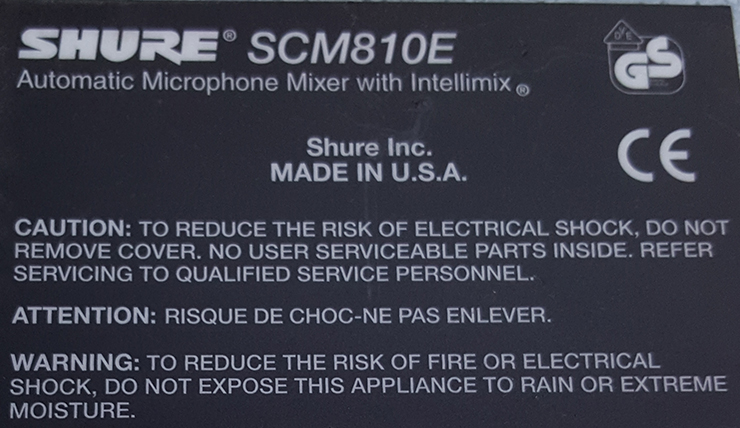 SHURE® SCM810E
Automatic Microphone Mixer with Intellimix®
DVE
GS
Shure Inc.
MADE IN U.S.A.
CE
CAUTION: TO REDUCE THE RISK OF ELECTRICAL SHOCK, DO NOT
REMOVE COVER. NO USER SERVICEABLE PARTS INSIDE. REFER
SERVICING TO QUALIFIED SERVICE PERSONNEL.
ATTENTION: RISQUE DE CHOC-NE PAS ENLEVER.
WARNING: TO REDUCE THE RISK OF FIRE OR ELECTRICAL
SHOCK, DO NOT EXPOSE THIS APPLIANCE TO RAIN OR EXTREME
MOISTURE.